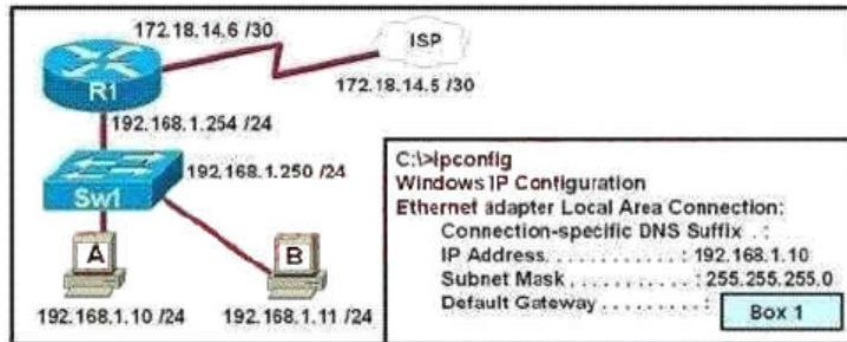 172.18.14.6 /30
ISP
R1
172.18.14.5 /30
192.168.1.254 /24
192.168.1.250 /24
Sw1
A
B
192.168.1.10 /24
192.168.1.11 /24
C:\>ipconfig
Windows IP Configuration
Ethernet adapter Local Area Connection:
Connection-specific DNS Suffix . :
IP Address. . . . . . . . . . . . : 192.168.1.10
Subnet Mask . . . . . . . . . . . : 255.255.255.0
Default Gateway . . . . . . . . . : Box 1